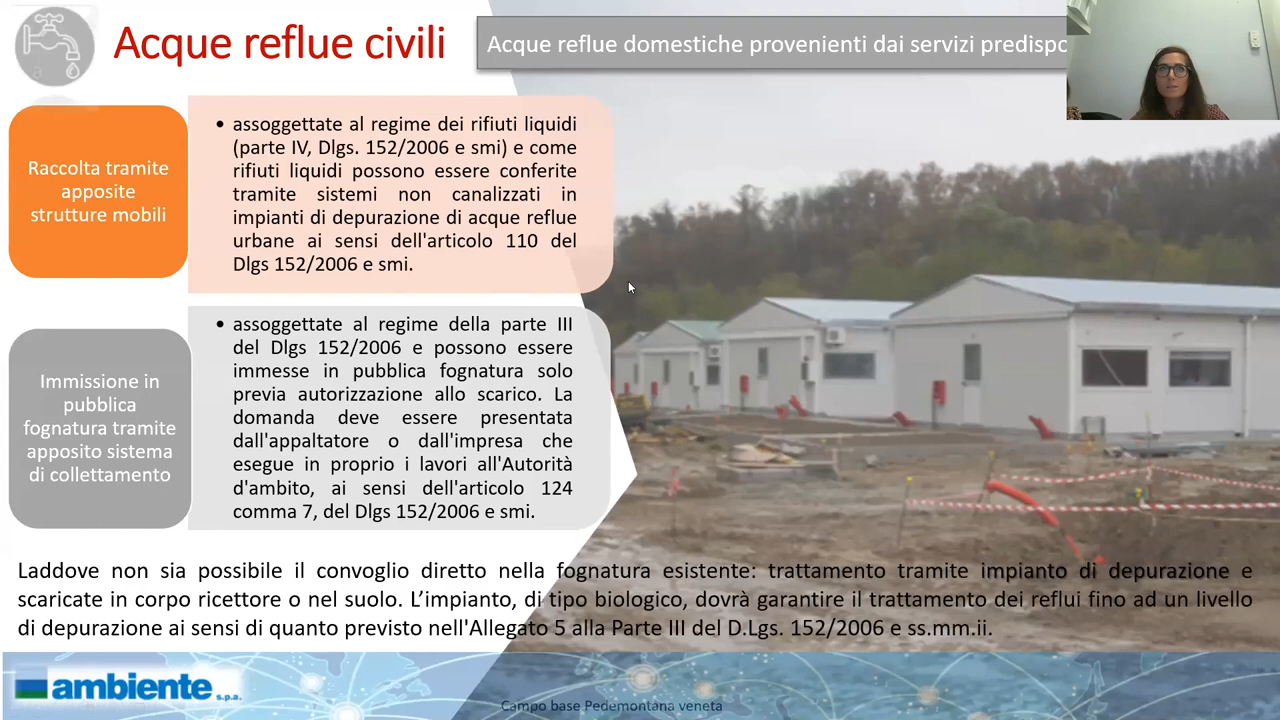 Acque reflue civili
Acque reflue domestiche provenienti dai servizi
Raccolta tramite
apposite
strutture mobili
• assoggettate al regime dei rifiuti liquidi
(parte IV, Dlgs. 152/2006 e smi) e come
rifiuti liquidi possono essere conferite
tramite sistemi non canalizzati in
impianti di depurazione di acque reflue
urbane ai sensi dell'articolo 110 del
Dlgs 152/2006 e smi.
Immissione in
pubblica
fognatura tramite
apposito sistema
di collettamento
• assoggettate al regime della parte III
del Dlgs 152/2006 e possono essere
immesse in pubblica fognatura solo
previa autorizzazione allo scarico. La
domanda deve essere presentata
dall'appaltatore o dall'impresa che
esegue in proprio i lavori all'Autorità
d'ambito, ai sensi dell'articolo 124
comma 7, del Dlgs 152/2006 e smi.
Laddove non sia possibile il convoglio diretto nella fognatura esistente: trattamento tramite impianto di depurazione e
scaricate in corpo ricettore o nel suolo. L'impianto, di tipo biologico, dovrà garantire il trattamento dei reflui fino ad un livello
di depurazione ai sensi di quanto previsto nell'Allegato 5 alla Parte III del D.Lgs. 152/2006 e ss.mm.ii.
ambiente s.p.a.
Campo base Pedemontana veneta